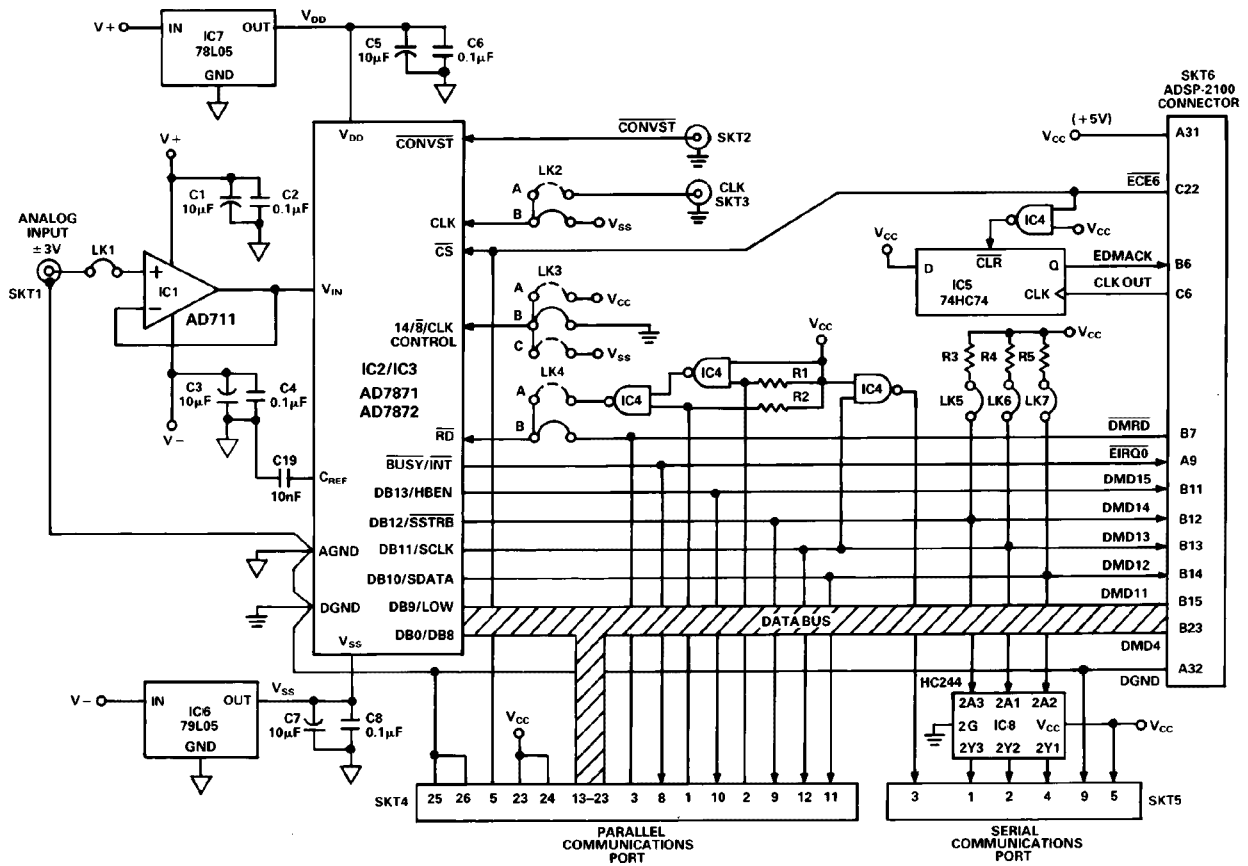 V+
IN
OUT
IC7
78L05
GND
VDD
C5
10µF
C6
0.1µF
SKT6
ADSP-2100
CONNECTOR
VDD
CONVST
CONVST
SKT2
VCC
(+5V)
A31
V+
C1
10µF
C2
0.1µF
LK2
A
B
CLK
SKT3
ECE6
C22
CLK
VSS
IC4
VCC
ANALOG
INPUT
±3V
LK1
CS
VCC
D
CLR
Q
EDMACK
B6
SKT1
+
−
IC1
AD711
VIN
LK3
A
VCC
IC5
74HC74
CLK
CLK OUT
C6
14/8/CLK
CONTROL
B
C
VSS
VCC
VCC
R3
R4
R5
IC2/IC3
AD7871
AD7872
IC4
R1
R2
IC4
C3
10µF
C4
0.1µF
LK4
A
IC4
LK5
LK6
LK7
V−
RD
B
DMRD
B7
C19
10nF
CREF
BUSY/INT
EIRQ0
A9
DB13/HBEN
DMD15
B11
DB12/SSTRB
DMD14
B12
AGND
DB11/SCLK
DMD13
B13
DB10/SDATA
DMD12
B14
DGND
DB9/LOW
DMD11
B15
DATA BUS
B23
DB0/DB8
DMD4
VSS
A32
DGND
HC244
V−
IN
OUT
IC6
79L05
GND
VSS
C7
10µF
C8
0.1µF
VCC
2A3
2A1
2A2
2G
IC8
VCC
VCC
2Y3
2Y2
2Y1
SKT4
25
26
5
23
24
13–23
3
8
1
10
2
9
12
11
3
1
2
4
9
5
SKT5
PARALLEL
COMMUNICATIONS
PORT
SERIAL
COMMUNICATIONS
PORT